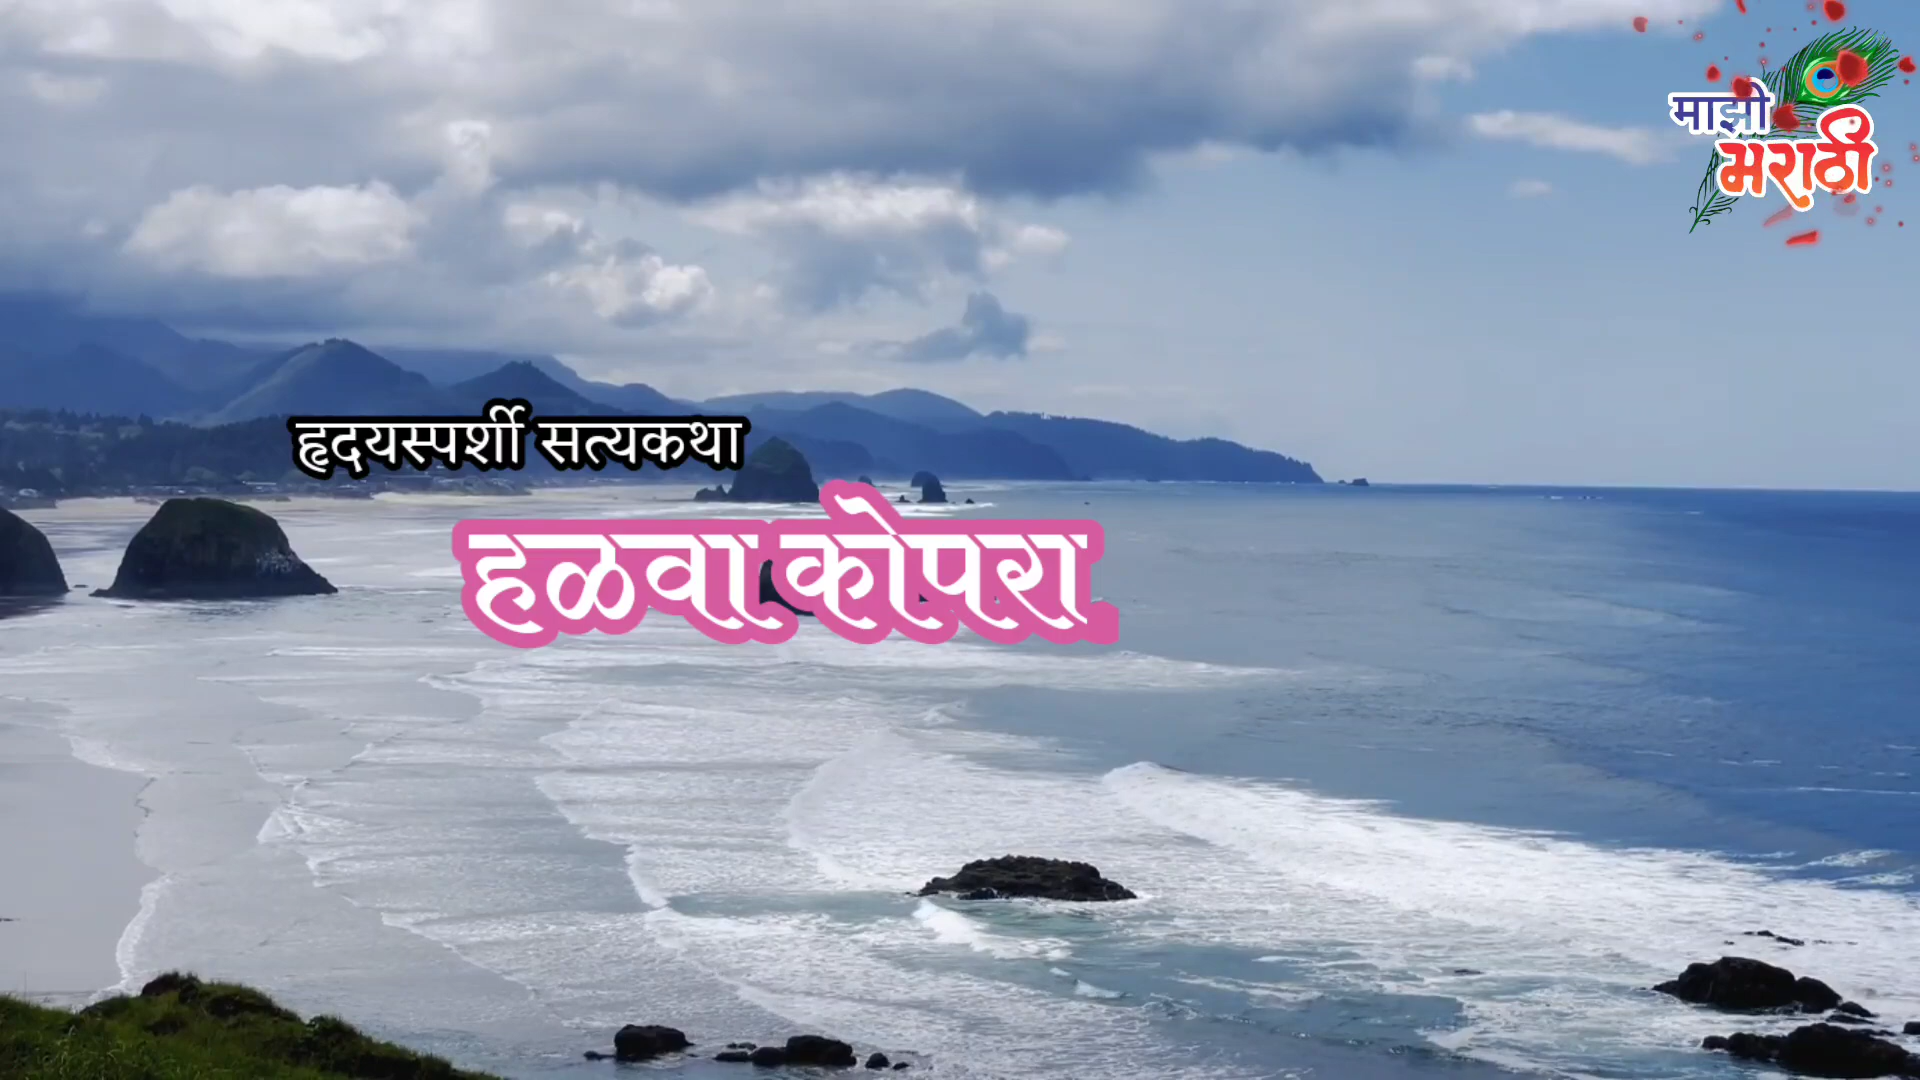 माझी
मराठी
हृदयस्पर्शी सत्यकथा
हळवा कोपरा